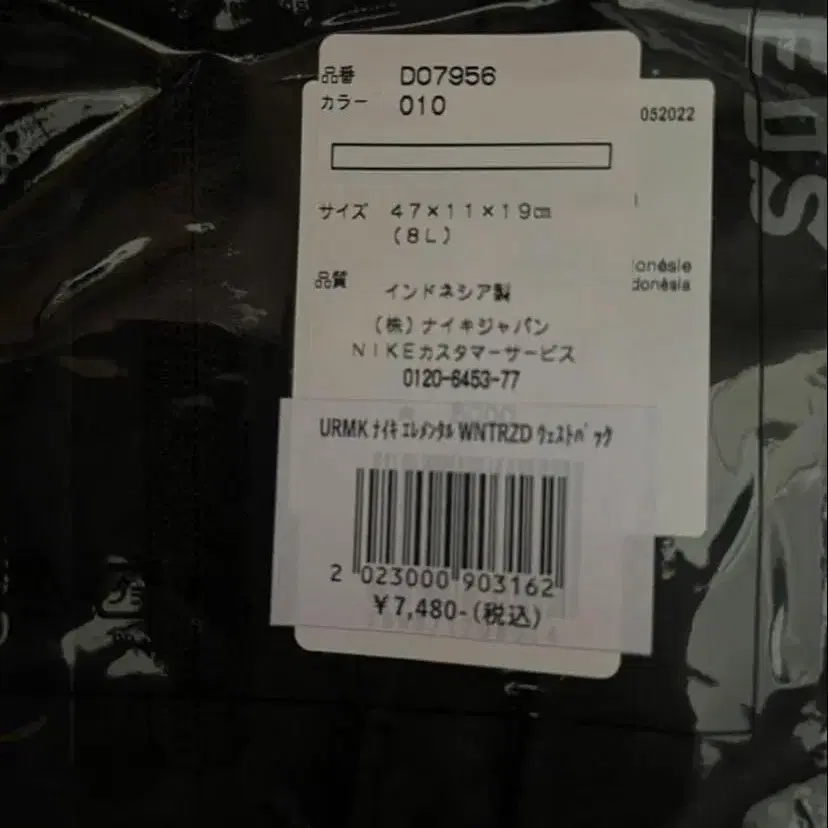 品番 DO7956
カラー 010
052022
サイズ 47×11×19㎝
(8L)
onésie
donésia
品質 インドネシア製
(株)ナイキジャパン
NIKEカスタマーサービス
0120-6453-77
URMK ﾅｲｷ ｴﾚﾒﾝﾀﾙ WNTRZD ｳｪｽﾄﾊﾟｯｸ
2 023000 903162
¥7,480-(税込)